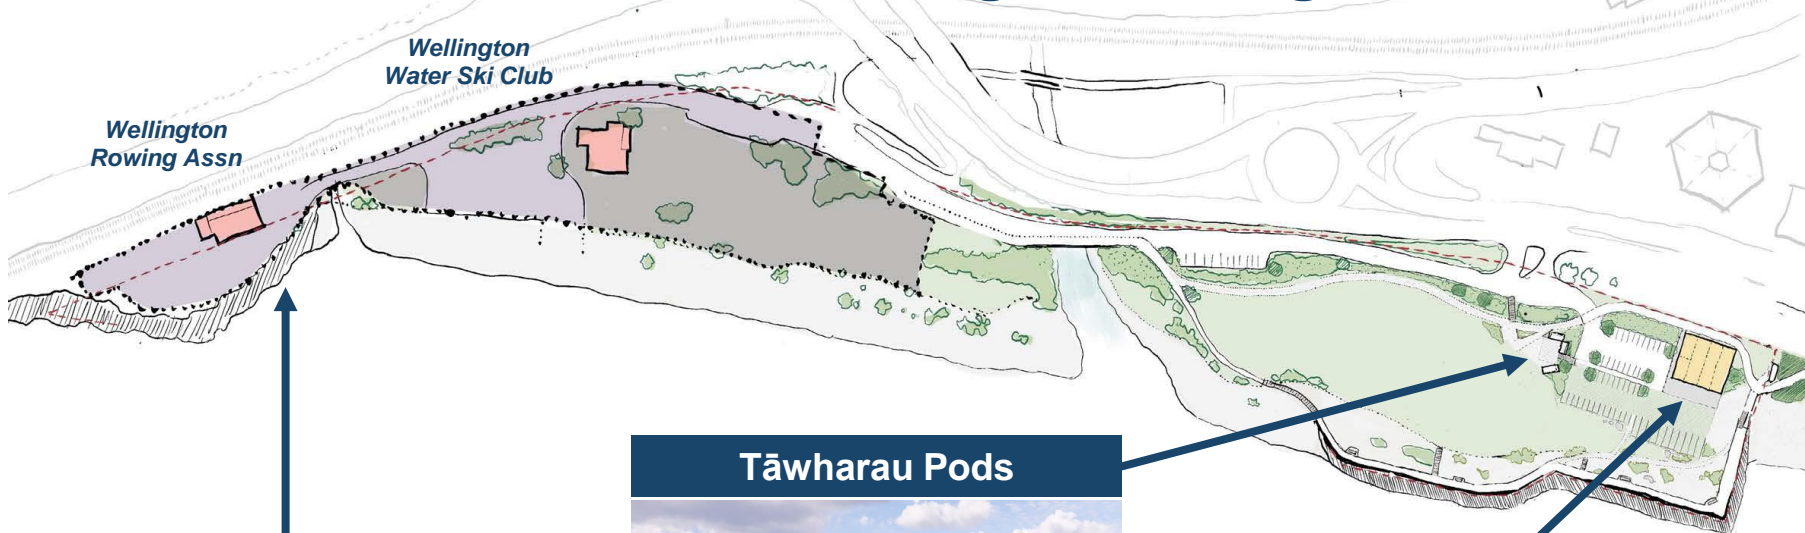 Wellington
Water Ski Club
Wellington
Rowing Assn
Tāwharau Pods